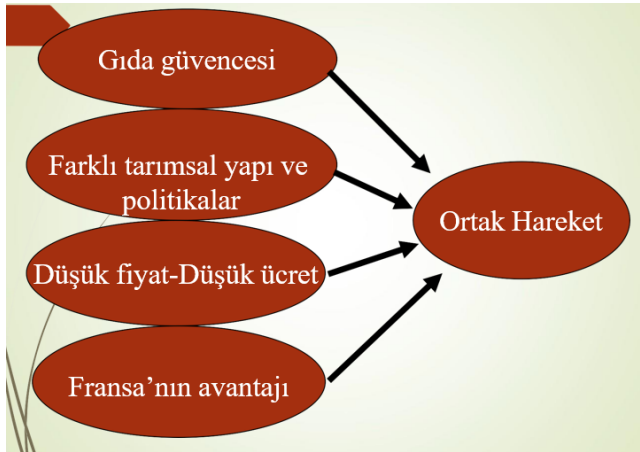 Gıda güvencesi
Farklı tarımsal yapı ve
politikalar
Düşük fiyat-Düşük ücret
Fransa’nın avantajı
Ortak Hareket